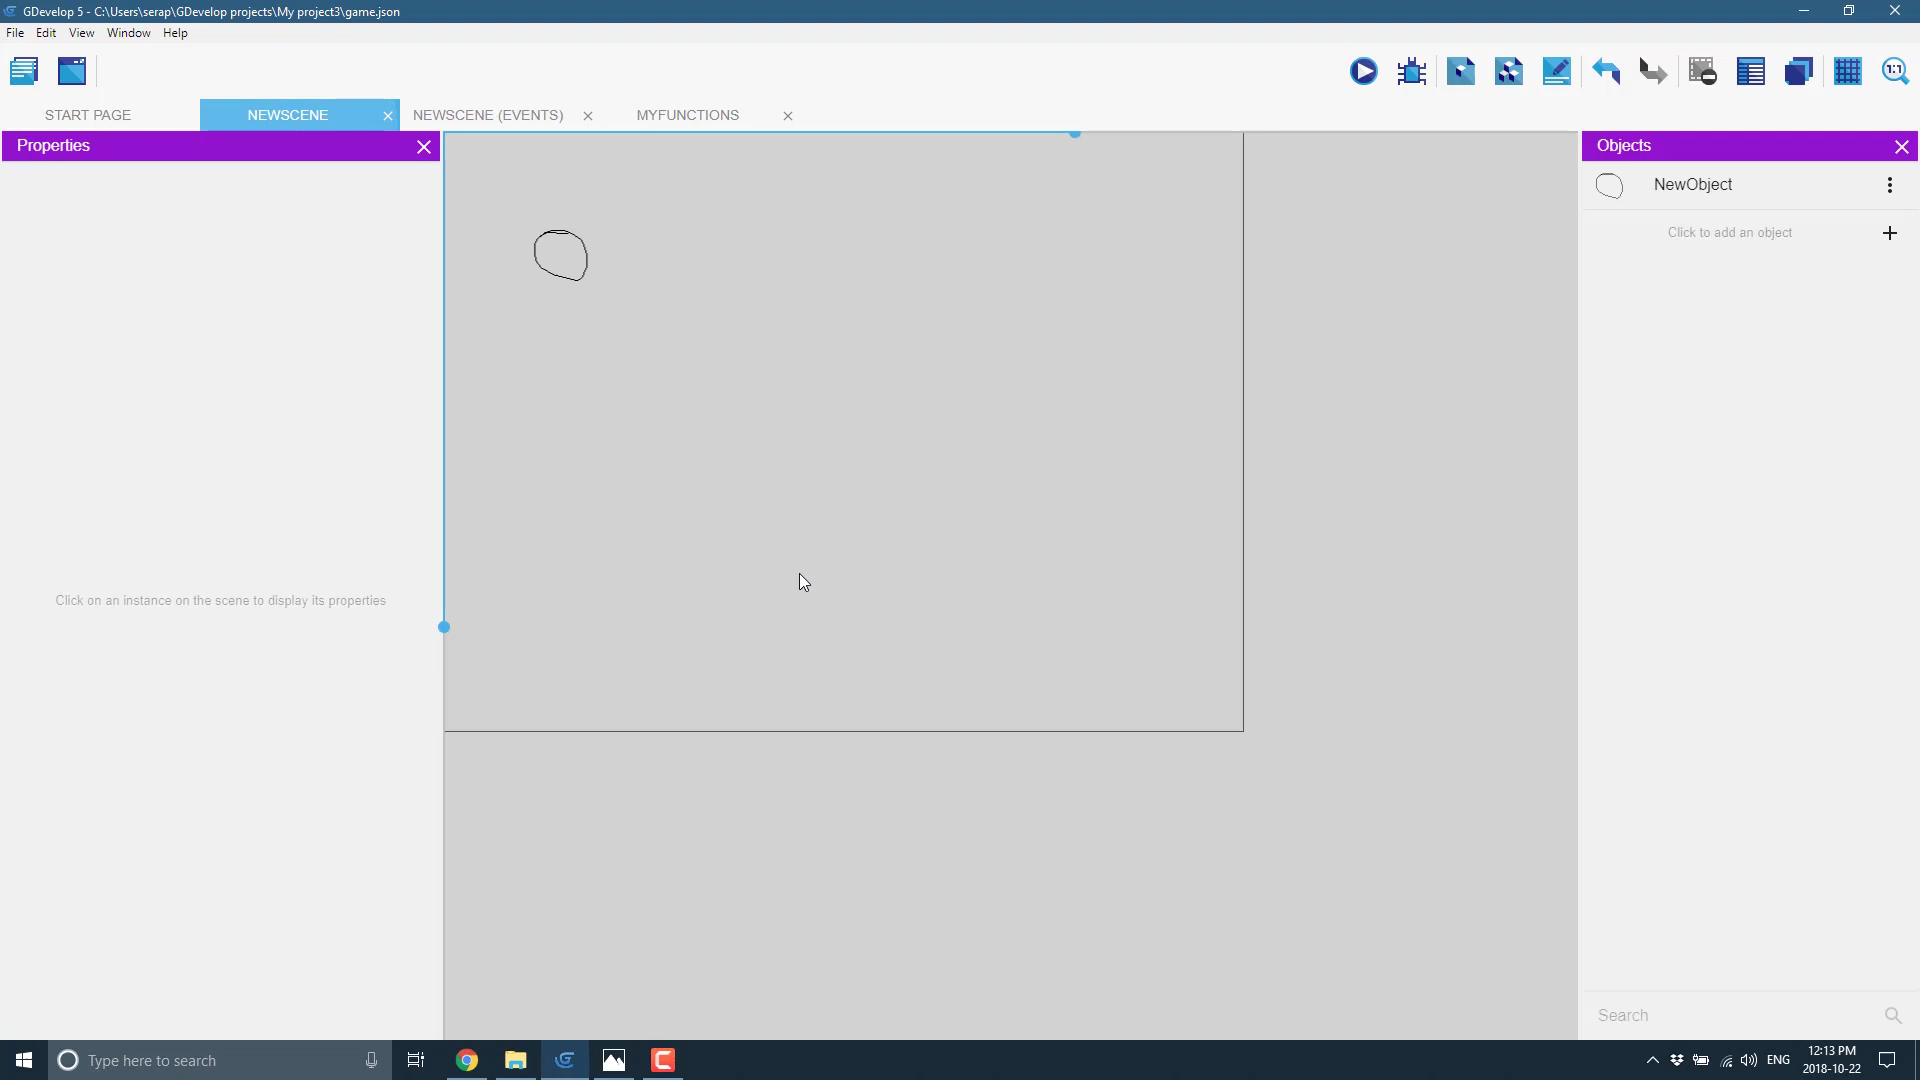 GDevelop 5 - C:\Users\serap\GDevelop projects\My project3\game.json
File Edit View Window Help
1:1
START PAGE NEWSCENE NEWSCENE (EVENTS) MYFUNCTIONS
Properties
Objects
NewObject
Click to add an object
Click on an instance on the scene to display its properties
Search
Type here to search
ENG
12:13 PM
2018-10-22